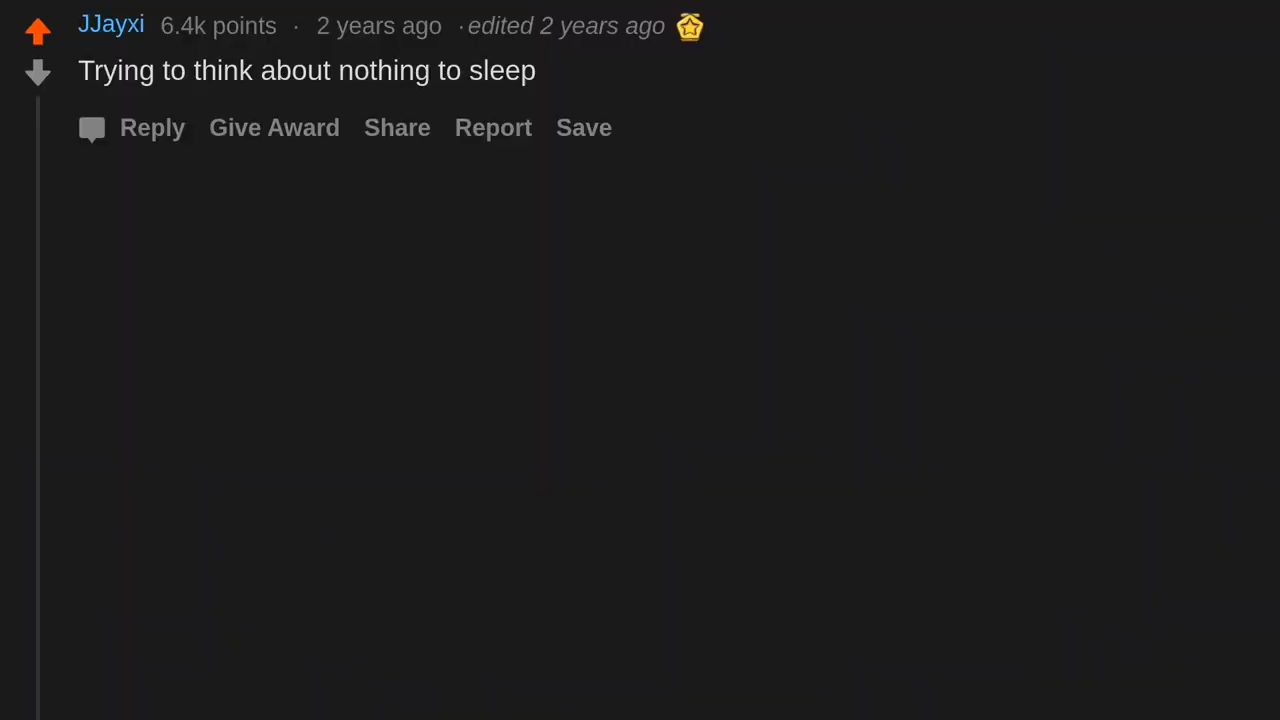 JJayxi 6.4k points · 2 years ago · edited 2 years ago
Trying to think about nothing to sleep
Reply Give Award Share Report Save